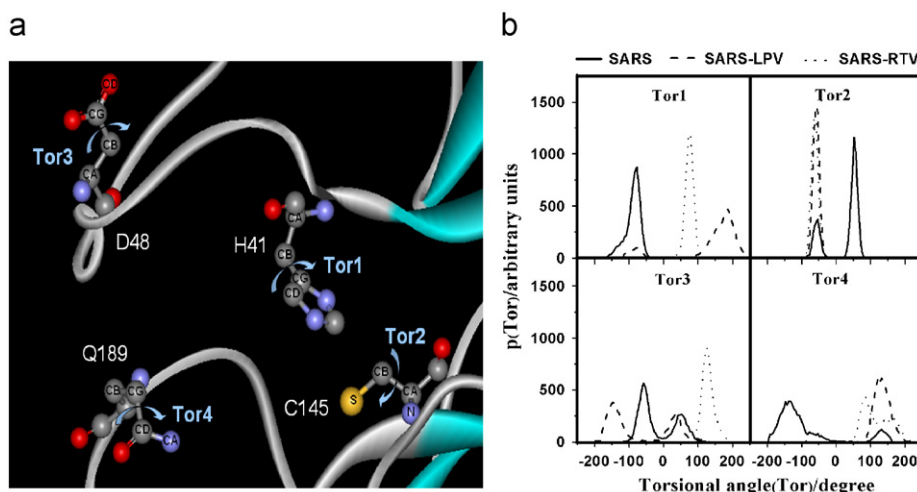 a
b
CD
CG
CB
Tor3
CA
D48
H41
CA
CB
CG
Tor1
CD
Q189
CB
CG
Tor4
CD
CA
Tor2
CB
CA
S
N
C145
SARS
SARS-LPV
SARS-RTV
Tor1
Tor2
Tor3
Tor4
1500
1000
500
0
1500
1000
500
0
-200 -100 0 100 200
-200 -100 0 100 200
p(Tor)/arbitrary units
Torsional angle(Tor)/degree